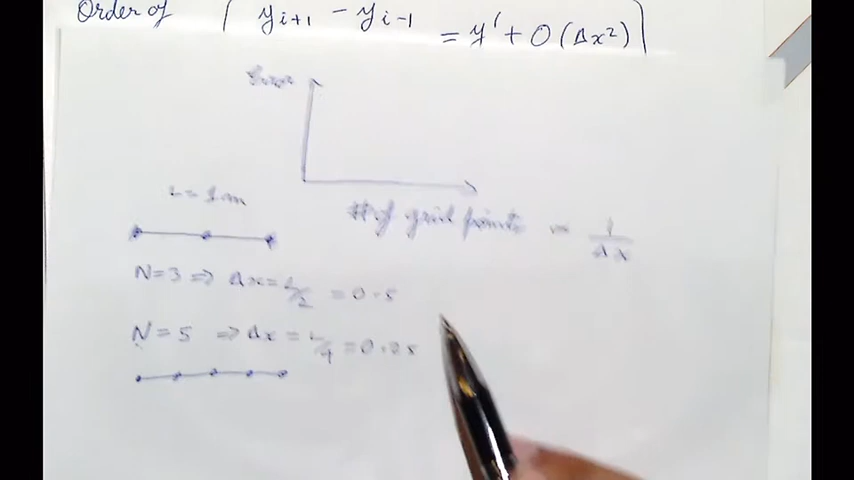 Order of
y i+1 - y i-1 = y' + O(Δx²)
Error
L = 1m
# of grid points or 1/Δx
N=3 ⇒ Δx = L/2 = 0.5
N=5 ⇒ Δx = L/4 = 0.25